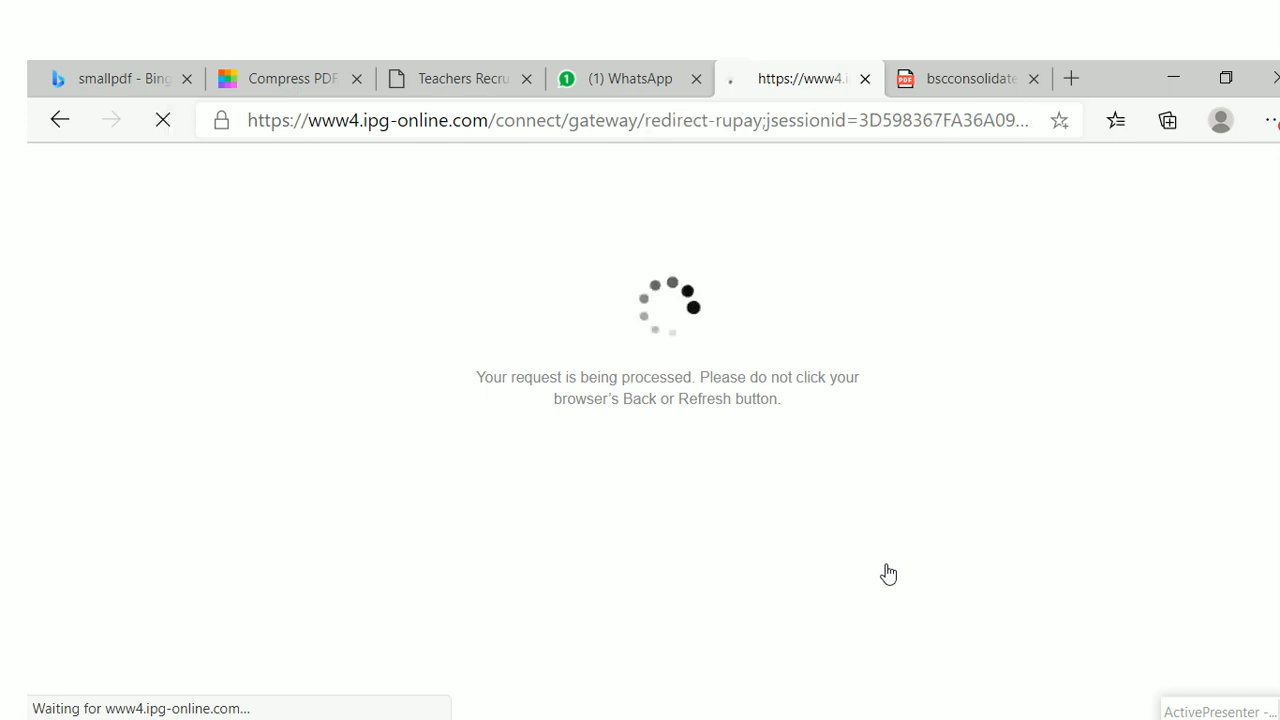 smallpdf - Bing
Compress PDF
Teachers Recru
(1) WhatsApp
https://www4.i
bscconsolidate
https://www4.ipg-online.com/connect/gateway/redirect-rupay;jsessionid=3D598367FA36A09...
Your request is being processed. Please do not click your
browser’s Back or Refresh button.
Waiting for www4.ipg-online.com...
ActivePresenter -...